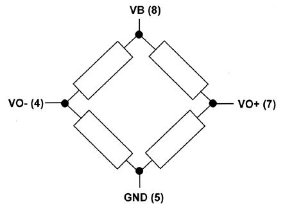 VB (8)
VO- (4)
VO+ (7)
GND (5)